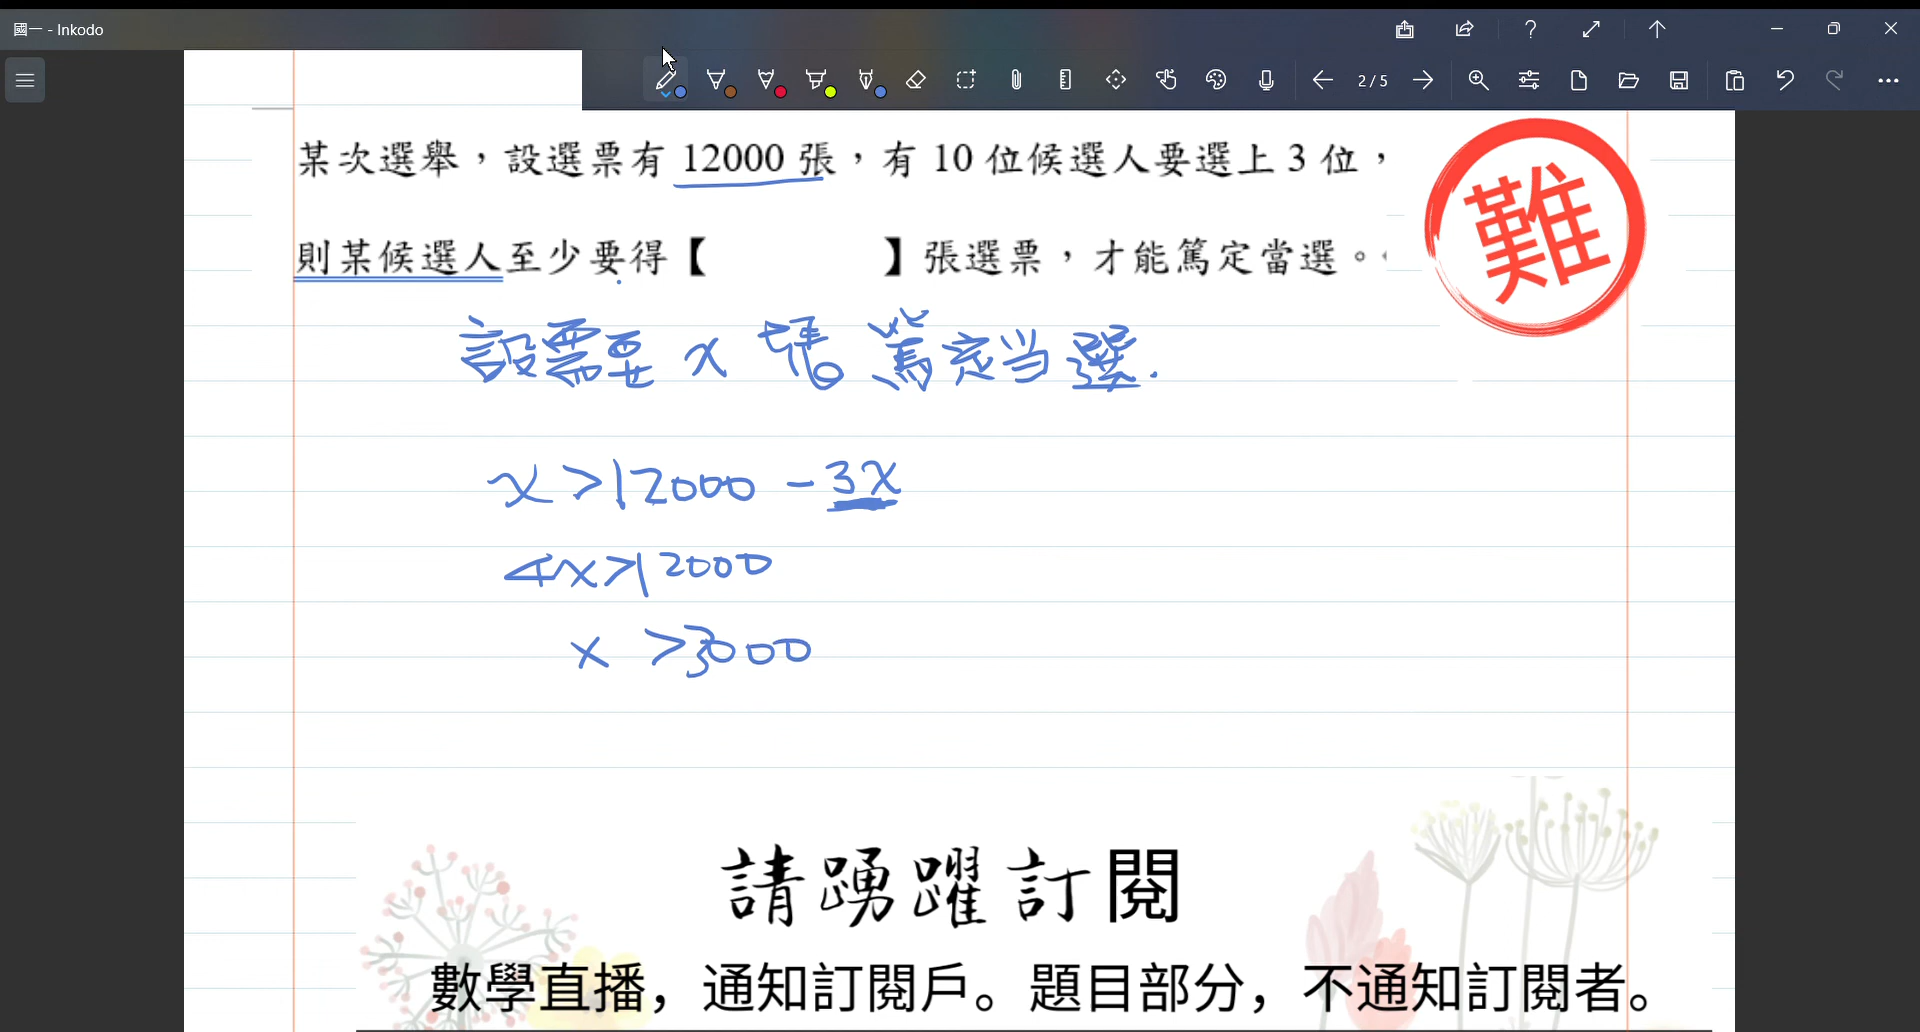 國一 - Inkodo
2/5
某次選舉，設選票有 12000 張，有 10 位候選人要選上 3 位，
則某候選人至少要得【　　　】張選票，才能篤定當選。
難
設需要 x 張篤定当選.
x > 12000 - 3x
4x > 12000
x > 3000
請踴躍訂閱
數學直播，通知訂閱戶。題目部分，不通知訂閱者。